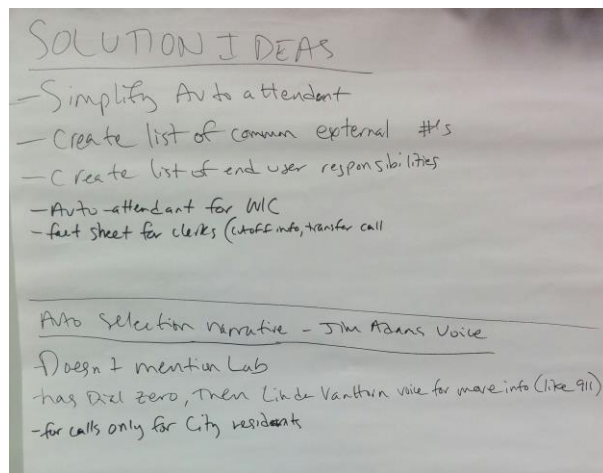 SOLUTION IDEAS
- Simplify Auto attendant
- Create list of common external #'s
- Create list of end user responsibilities
- Auto-attendant for WIC
- fact sheet for clerks (cutoff info, transfer call
Auto selection narrative - Jim Adams Voice
Doesn't mention Lab
has Dial zero, Then Linda voice for more info (like 911)
- for calls only for City residents